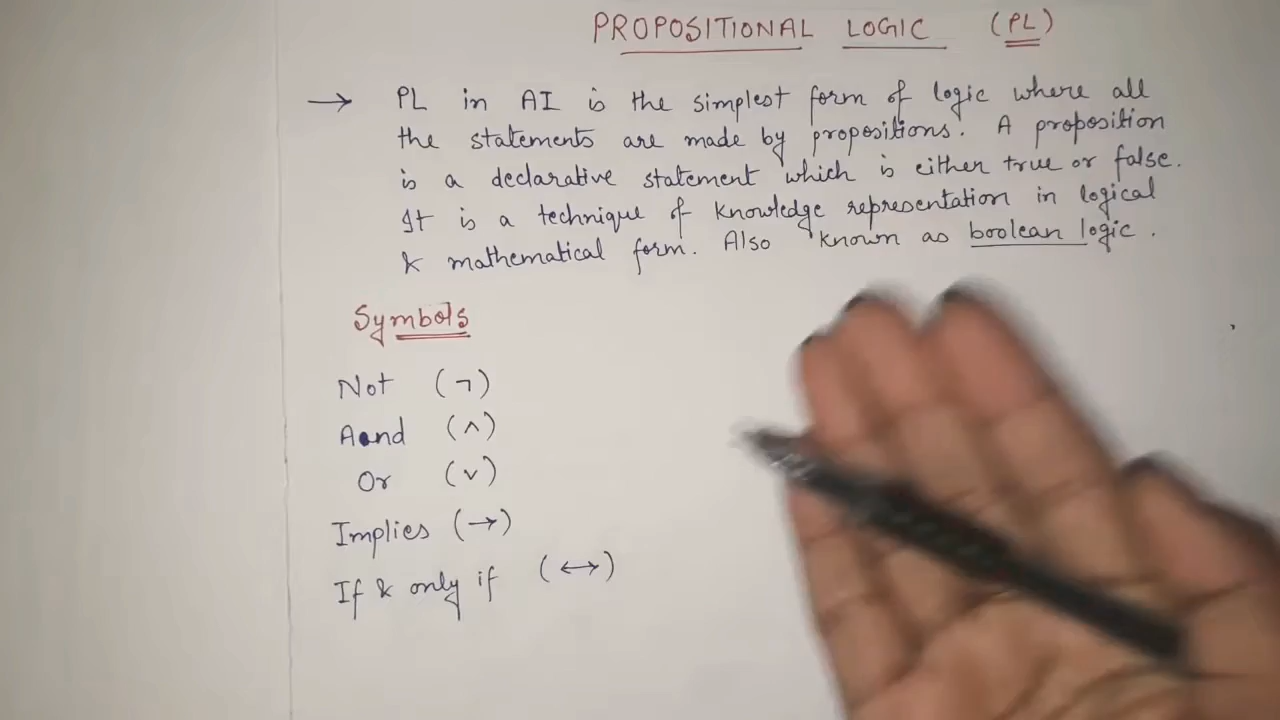 PROPOSITIONAL LOGIC (PL)
→ PL in AI is the simplest form of logic where all
the statements are made by propositions. A proposition
is a declarative statement which is either true or false.
It is a technique of knowledge representation in logical
& mathematical form. Also known as boolean logic.
Symbols
Not (¬)
And (∧)
Or (∨)
Implies (→)
If & only if (↔)